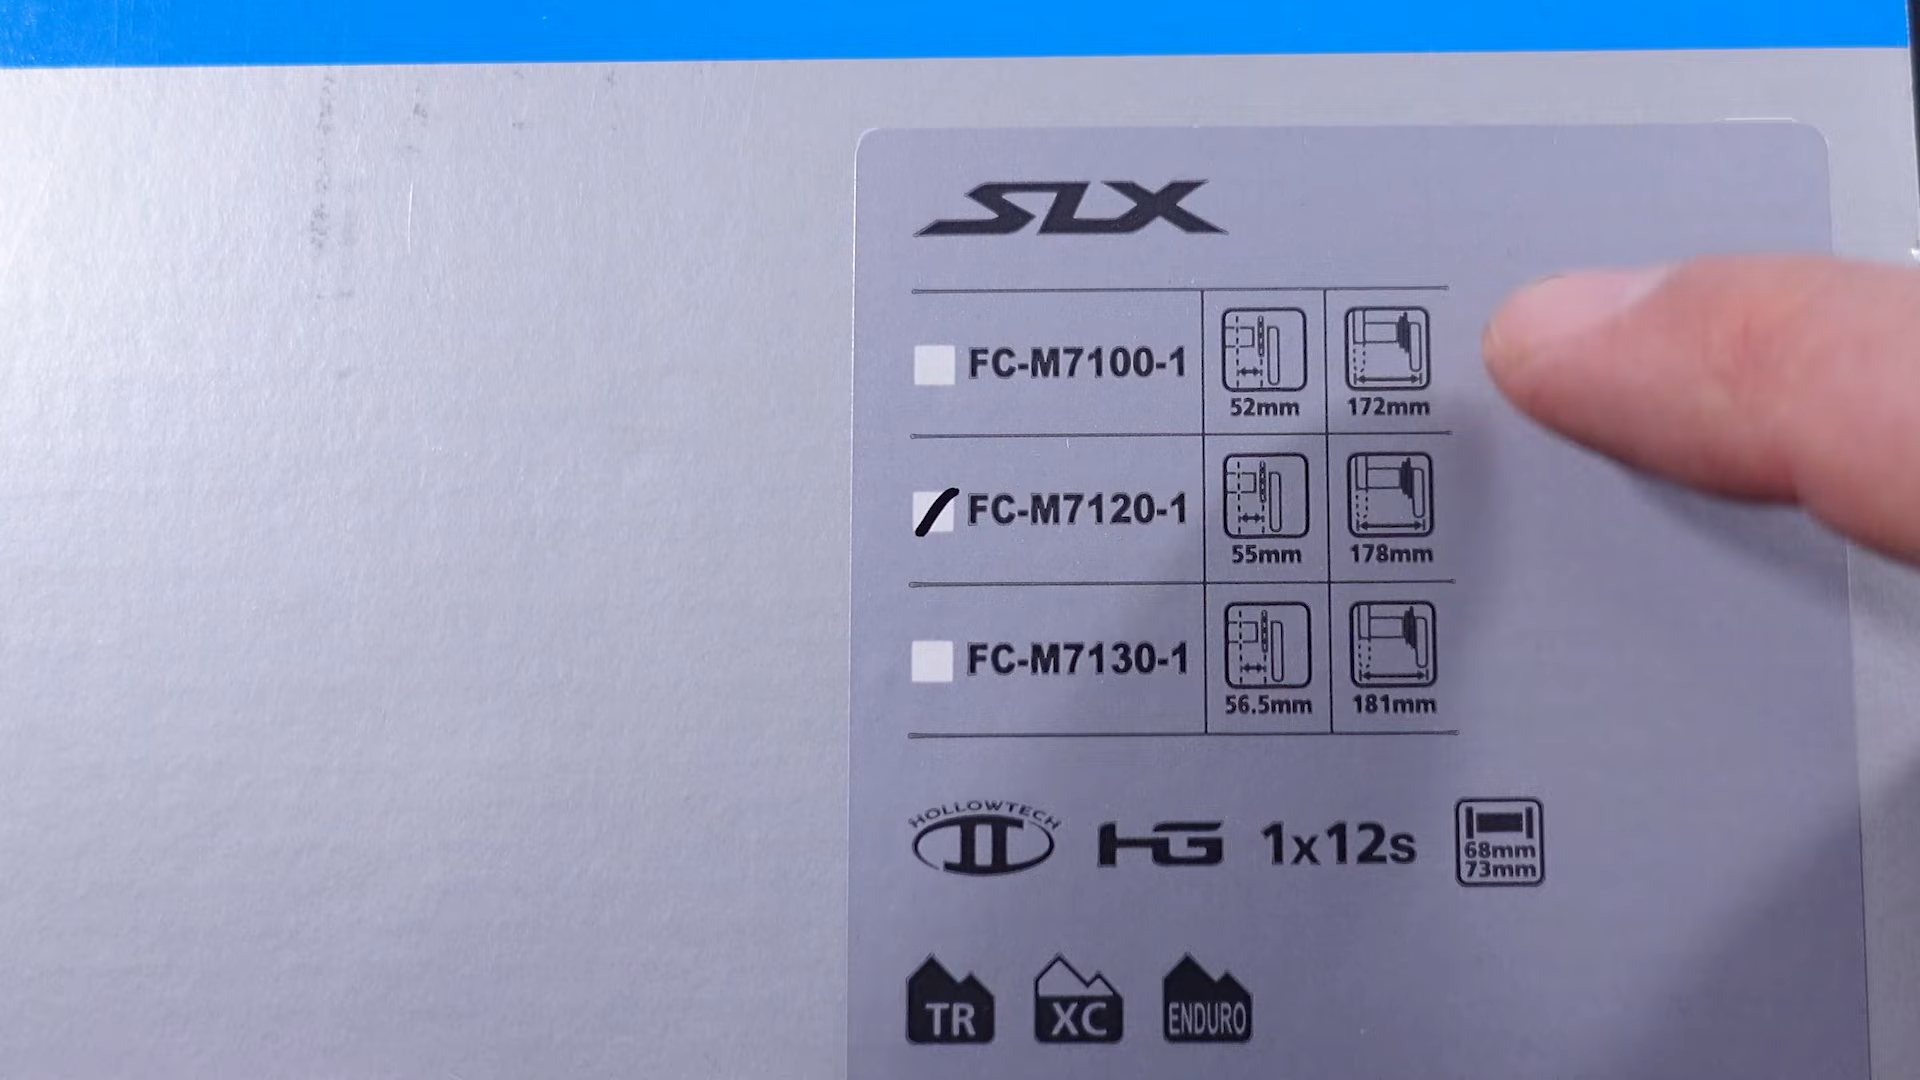 SLX
FC-M7100-1
52mm
172mm
FC-M7120-1
55mm
178mm
FC-M7130-1
56.5mm
181mm
HOLLOWTECH
II
HG
1x12s
68mm
73mm
TR
XC
ENDURO